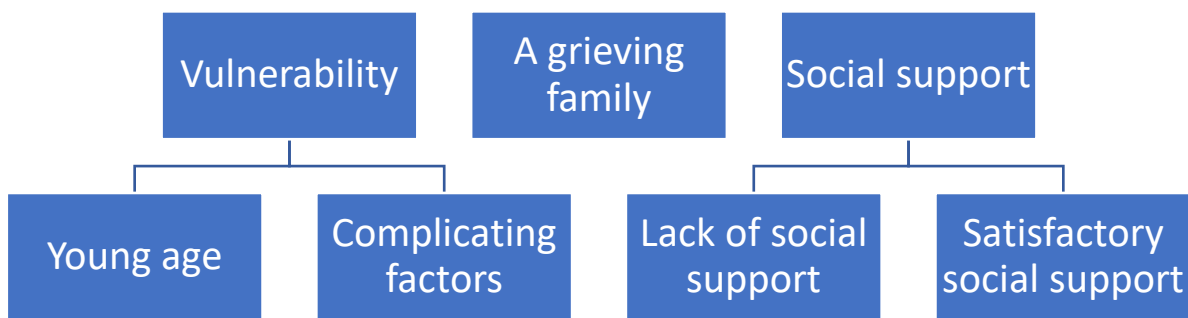 Vulnerability
A grieving
family
Social support
Young age
Complicating
factors
Lack of social
support
Satisfactory
social support